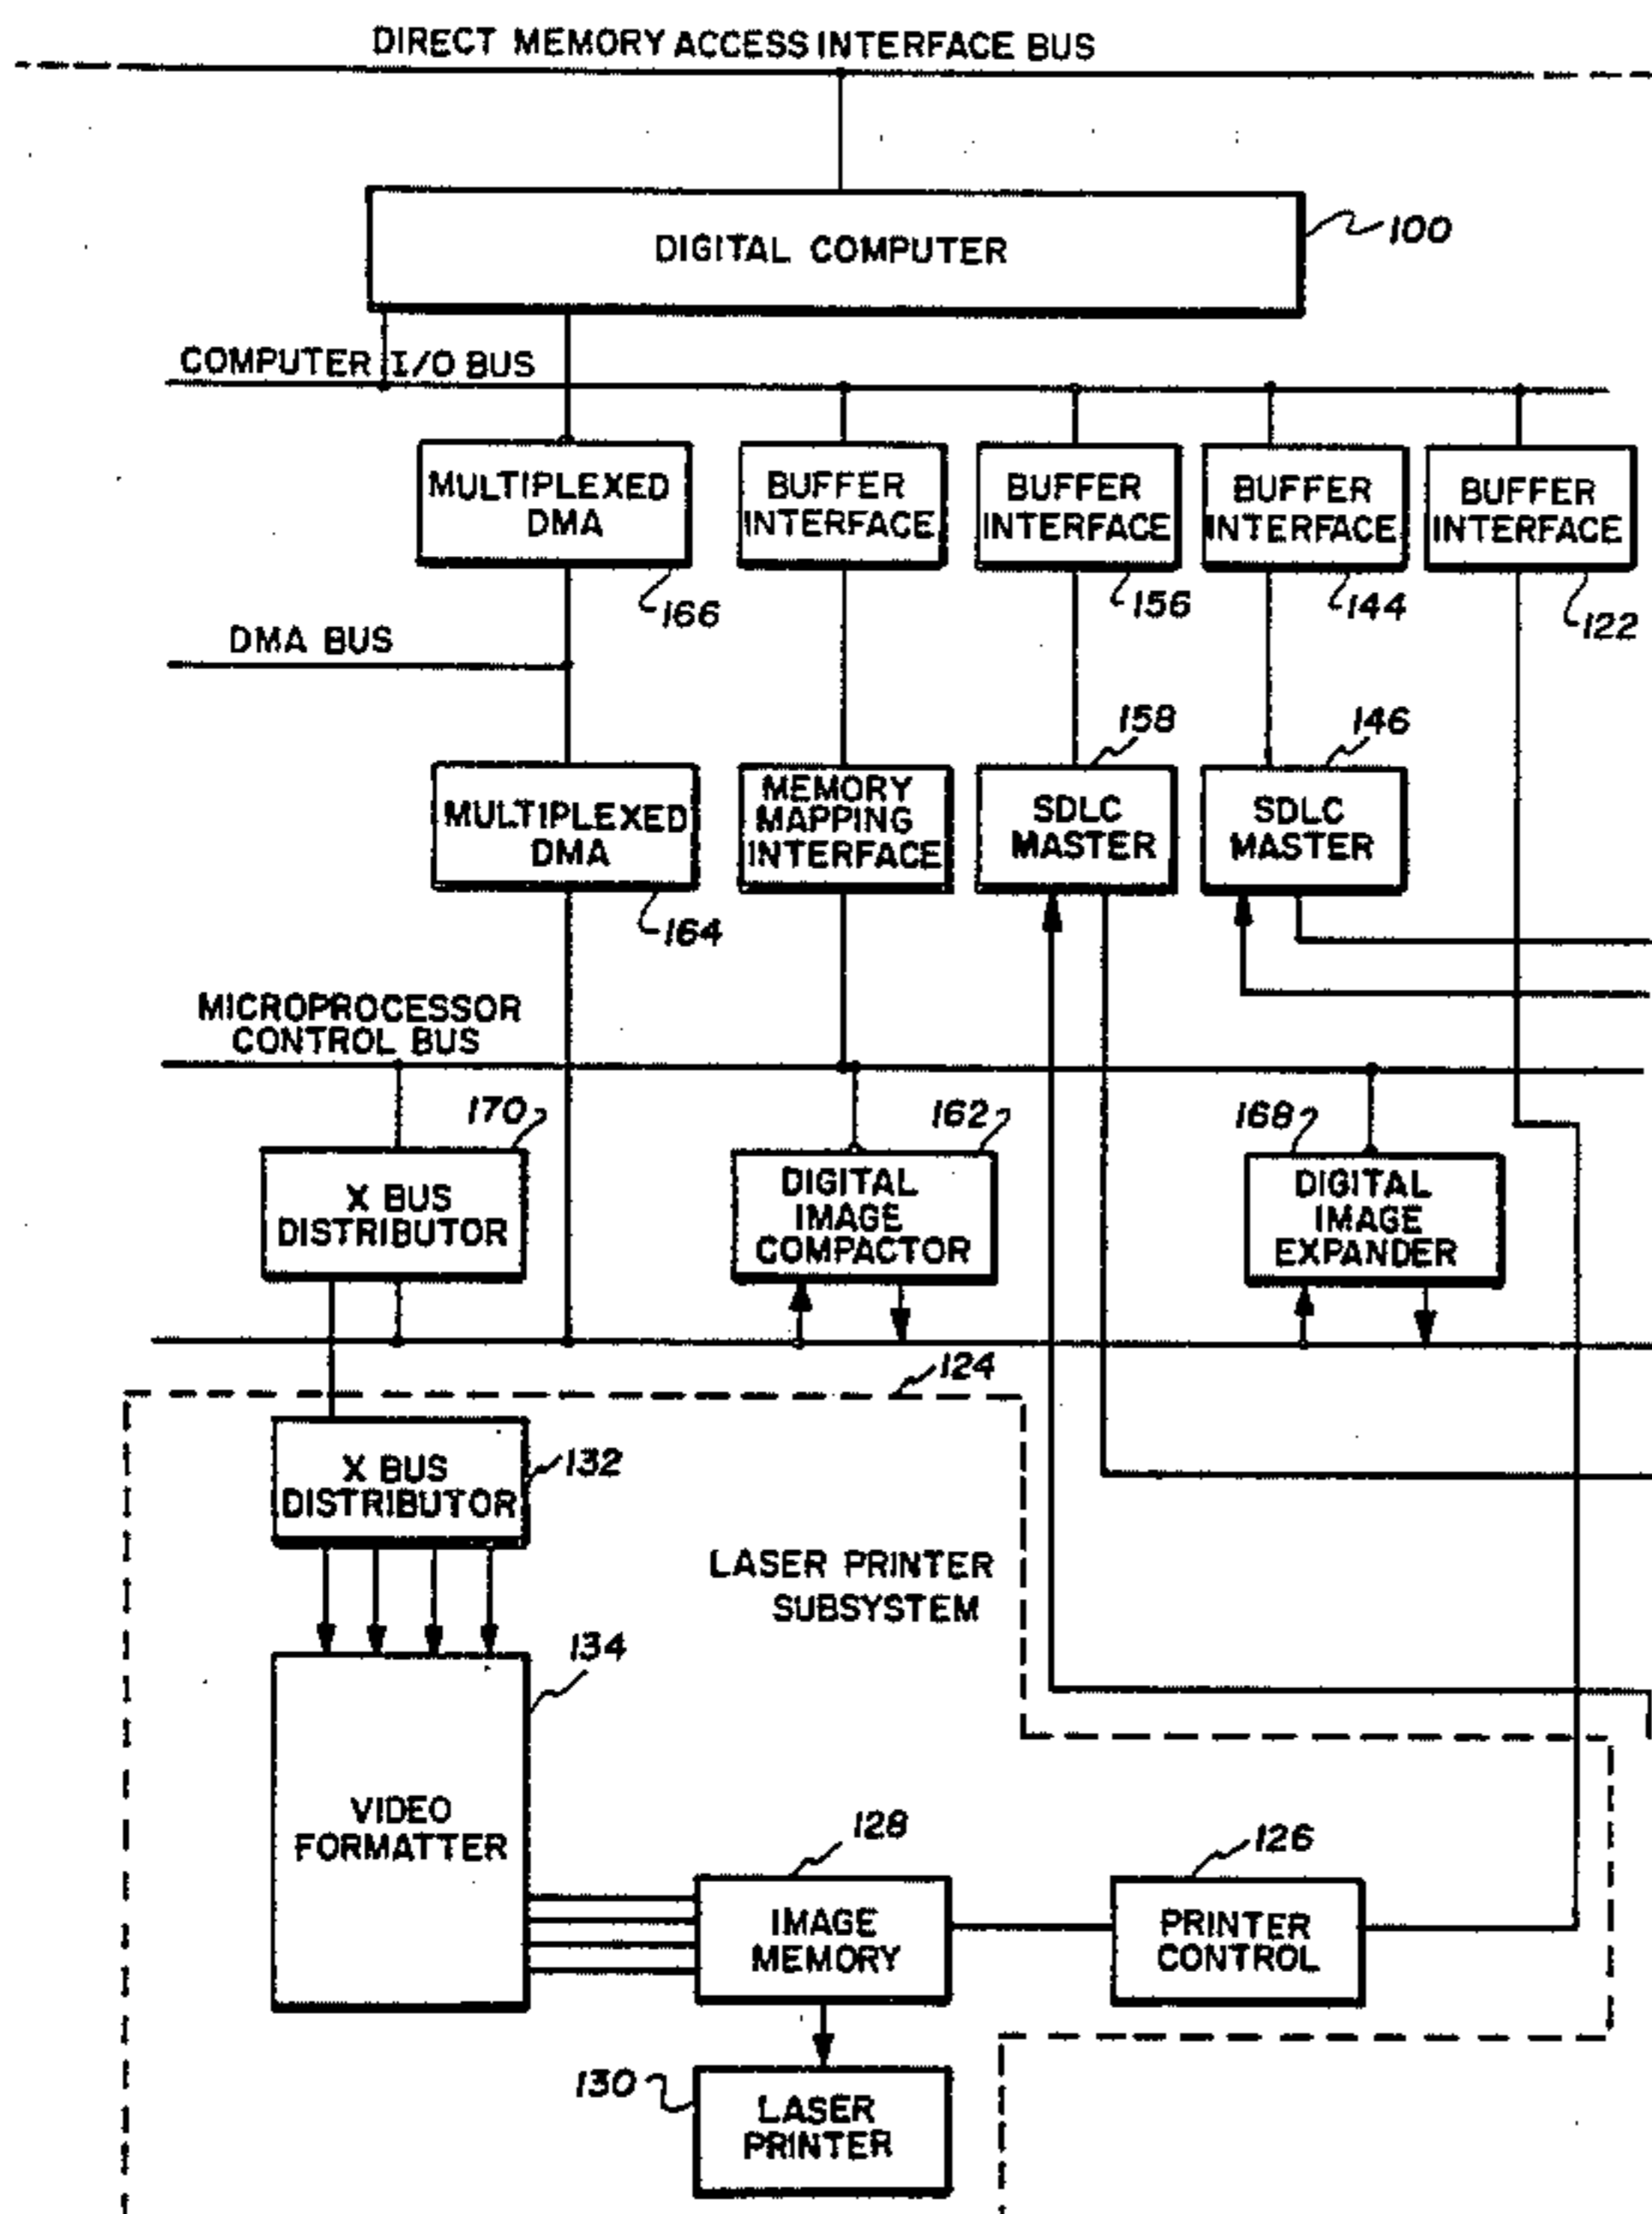 DIRECT MEMORY ACCESS INTERFACE BUS
DIGITAL COMPUTER
100
COMPUTER I/O BUS
MULTIPLEXED
DMA
166
BUFFER
INTERFACE
BUFFER
INTERFACE
156
BUFFER
INTERFACE
144
BUFFER
INTERFACE
122
DMA BUS
MULTIPLEXED
DMA
164
MEMORY
MAPPING
INTERFACE
158
SDLC
MASTER
146
SDLC
MASTER
MICROPROCESSOR
CONTROL BUS
170
X BUS
DISTRIBUTOR
162
DIGITAL
IMAGE
COMPACTOR
168
DIGITAL
IMAGE
EXPANDER
124
X BUS
DISTRIBUTOR
132
LASER PRINTER
SUBSYSTEM
134
VIDEO
FORMATTER
128
IMAGE
MEMORY
126
PRINTER
CONTROL
130
LASER
PRINTER